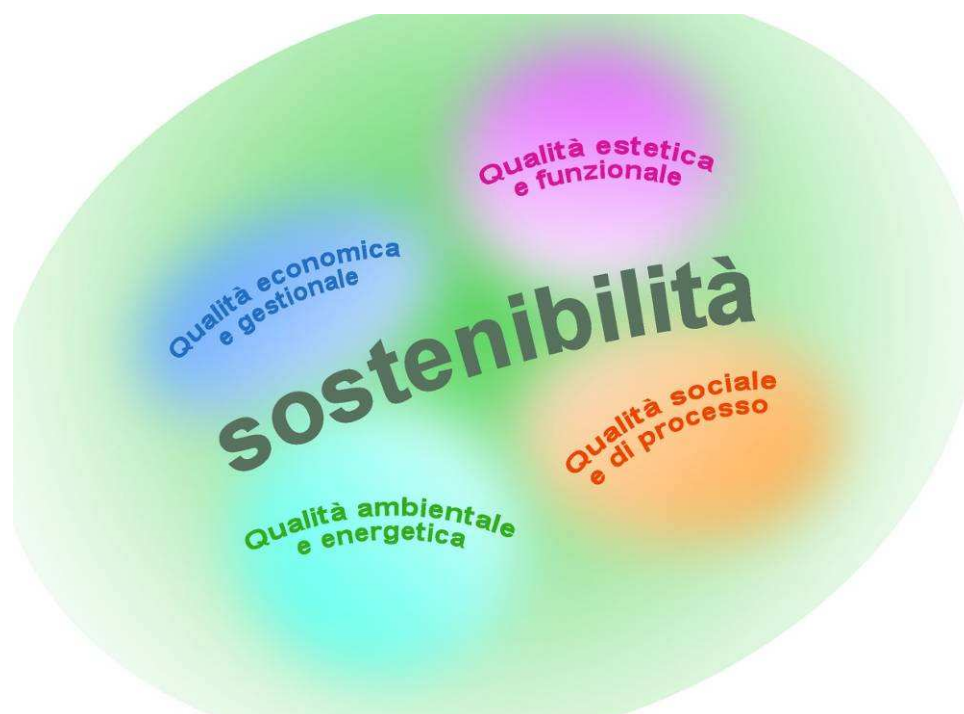 Qualità estetica
e funzionale
Qualità economica
e gestionale
sostenibilità
Qualità sociale
e di processo
Qualità ambientale
e energetica